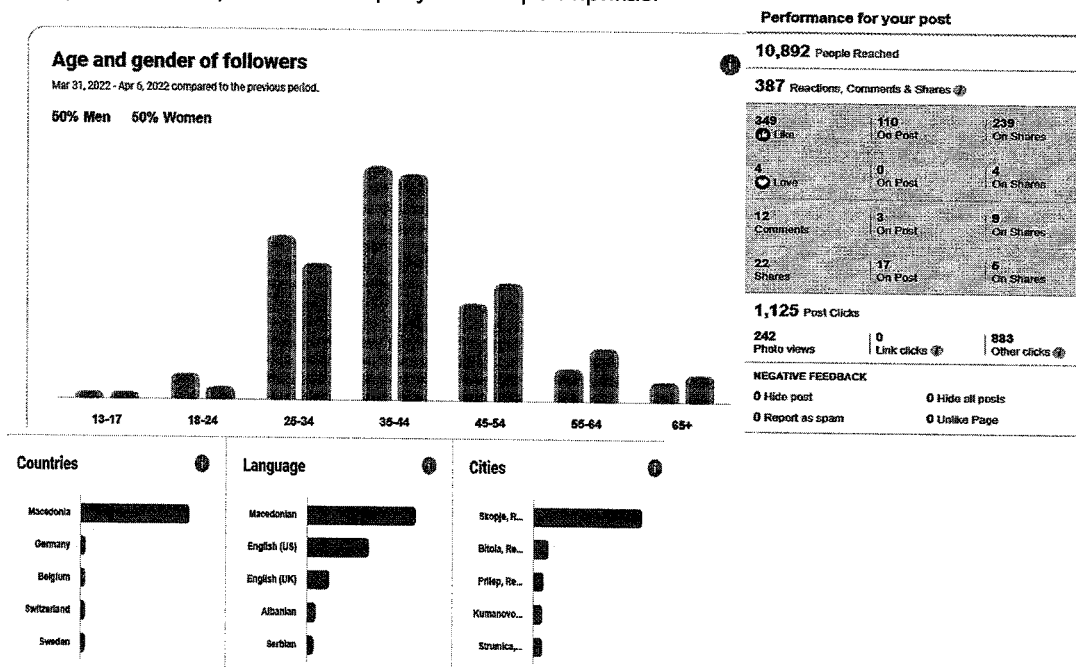 Performance for your post
10,892 People Reached
387 Reactions, Comments & Shares
349 110 239
Like On Post On Shares
4 0 4
Love On Post On Shares
12 3 9
Comments On Post On Shares
22 17 5
Shares On Post On Shares
1,125 Post Clicks
242 0 883
Photo views Link clicks Other clicks
NEGATIVE FEEDBACK
0 Hide post 0 Hide all posts
0 Report as spam 0 Unlike Page
Age and gender of followers
Mar 31, 2022 - Apr 6, 2022 compared to the previous period.
50% Men 50% Women
13-17 18-24 25-34 35-44 45-54 55-64 65+
Countries
Macedonia
Germany
Belgium
Switzerland
Sweden
Language
Macedonian
English (US)
English (UK)
Albanian
Serbian
Cities
Skopje, R...
Bitola, Re...
Prilep, Re...
Kumanovo...
Strumica,...